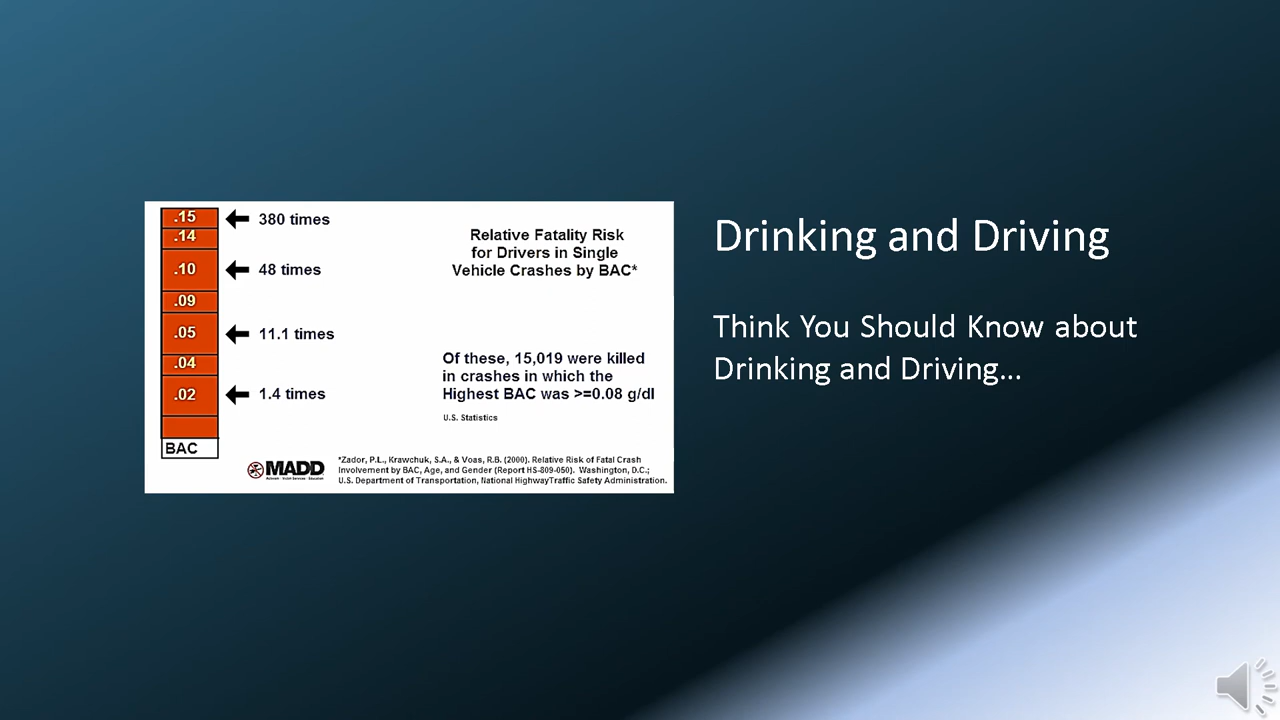 .15
380 times
.14
.10
48 times
.09
.05
11.1 times
.04
.02
1.4 times
BAC
Relative Fatality Risk
for Drivers in Single
Vehicle Crashes by BAC*
Of these, 15,019 were killed
in crashes in which the
Highest BAC was >=0.08 g/dl
U.S. Statistics
MADD
*Zador, P.L., Krawchuk, S.A., & Voas, R.B. (2000). Relative Risk of Fatal Crash
Involvement by BAC, Age, and Gender (Report HS-809-050). Washington, D.C.;
U.S. Department of Transportation, National HighwayTraffic Safety Administration.
Drinking and Driving
Think You Should Know about
Drinking and Driving...